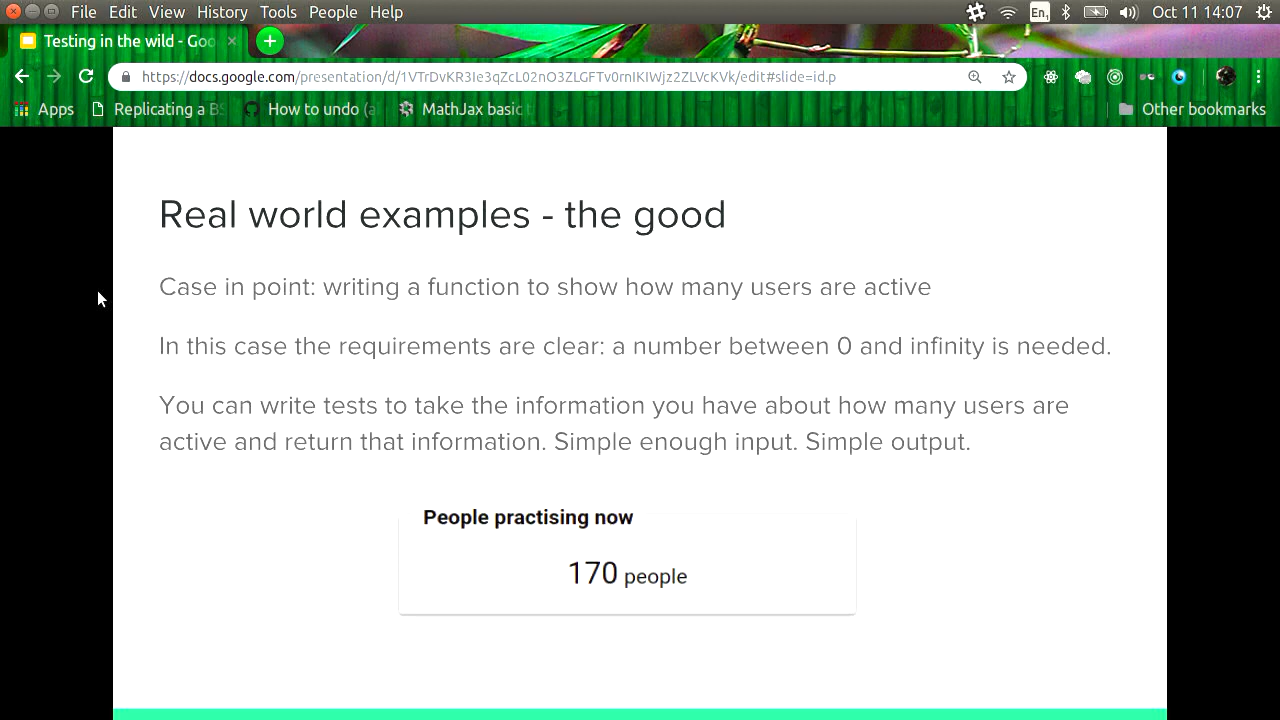 File Edit View History Tools People Help
En1 Oct 11 14:07
Testing in the wild - Goo
https://docs.google.com/presentation/d/1VTrDvKR3Ie3qZcL02nO3ZLGFTv0rnIKIWjz2ZLVcKVk/edit#slide=id.p
Apps Replicating a BS How to undo (a MathJax basic t Other bookmarks
Real world examples - the good
Case in point: writing a function to show how many users are active
In this case the requirements are clear: a number between 0 and infinity is needed.
You can write tests to take the information you have about how many users are
active and return that information. Simple enough input. Simple output.
People practising now
170 people